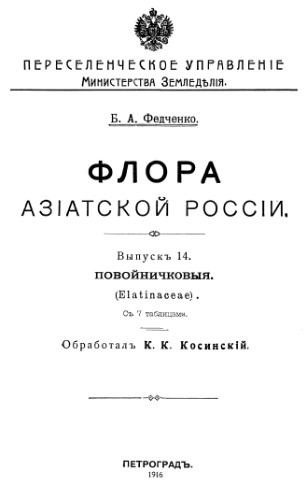 ПЕРЕСЕЛЕНЧЕСКОЕ УПРАВЛЕНІЕ
МИНИСТЕРСТВА ЗЕМЛЕДѢЛІЯ.
Б. А. Федченко.
ФЛОРА
АЗІАТСКОЙ РОССІИ.
Выпускъ 14.
ПОВОЙНИЧКОВЫЯ.
(Elatinaceae).
Съ 7 таблицами.
Обработалъ К. К. Косинскій.
ПЕТРОГРАДЪ.
1916